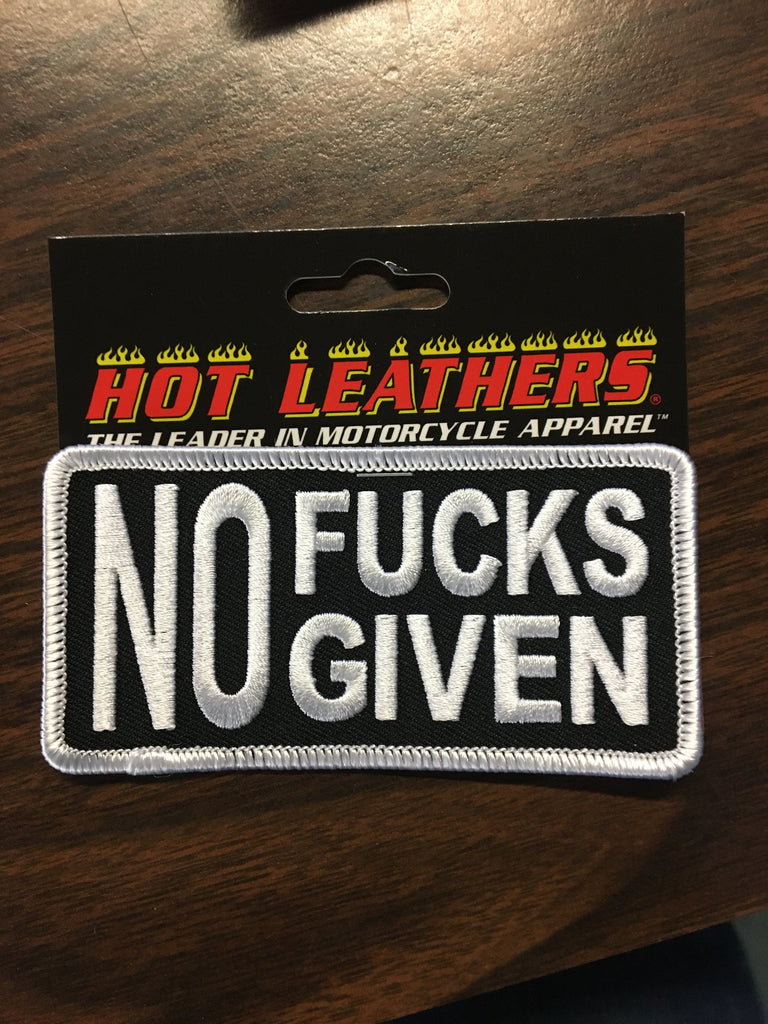 HOT LEATHERS®
THE LEADER IN MOTORCYCLE APPAREL™
NO FUCKS
GIVEN